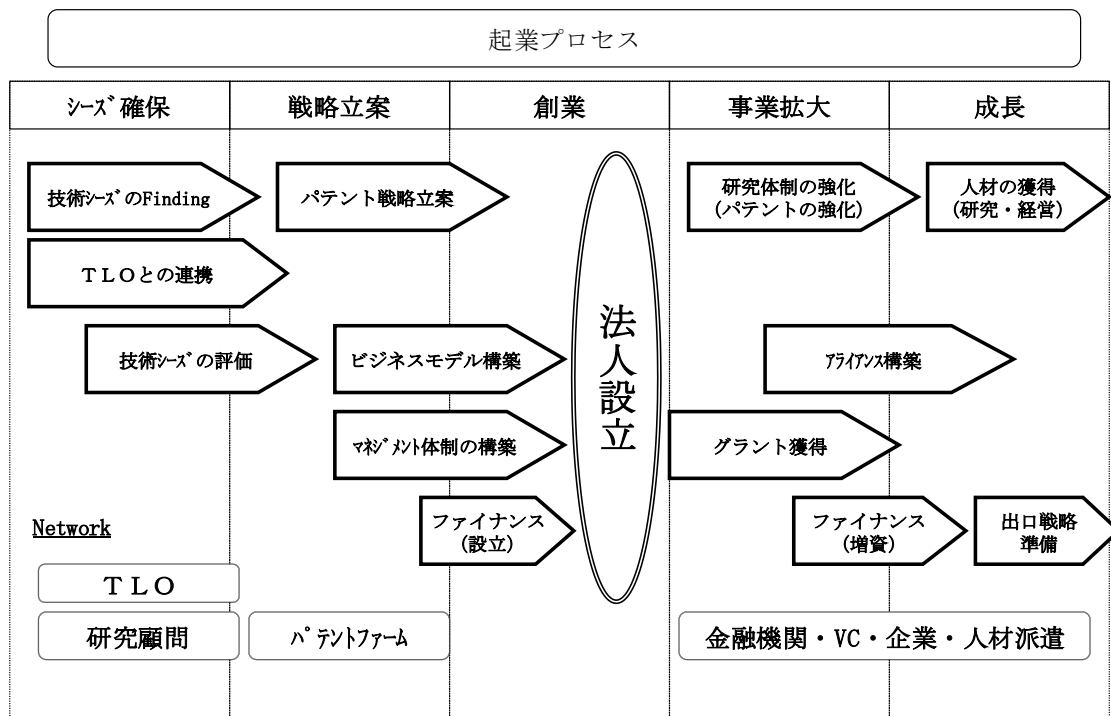 起業プロセス
ｼｰｽﾞ確保
戦略立案
創業
事業拡大
成長
技術ｼｰｽﾞのFinding
パテント戦略立案
研究体制の強化
(パテントの強化)
人材の獲得
(研究・経営)
ＴＬＯとの連携
法人設立
技術ｼｰｽﾞの評価
ビジネスモデル構築
ｱﾗｲｱﾝｽ構築
ﾏﾈｼﾞﾒﾝﾄ体制の構築
グラント獲得
ファイナンス
(設立)
ファイナンス
(増資)
出口戦略
準備
Network
ＴＬＯ
研究顧問
ﾊﾟﾃﾝﾄﾌｧｰﾑ
金融機関・VC・企業・人材派遣